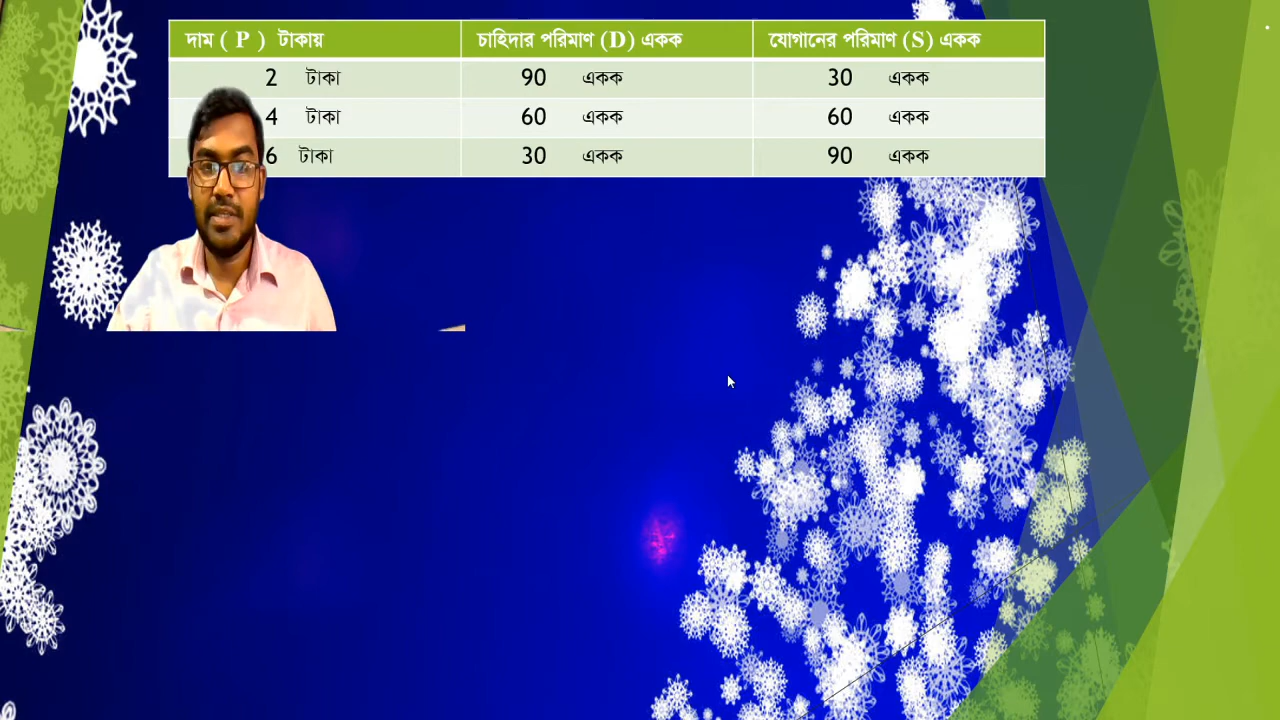 দাম ( P ) টাকায় চাহিদার পরিমাণ (D) একক যোগানের পরিমাণ (S) একক
2 টাকা 90 একক 30 একক
4 টাকা 60 একক 60 একক
6 টাকা 30 একক 90 একক